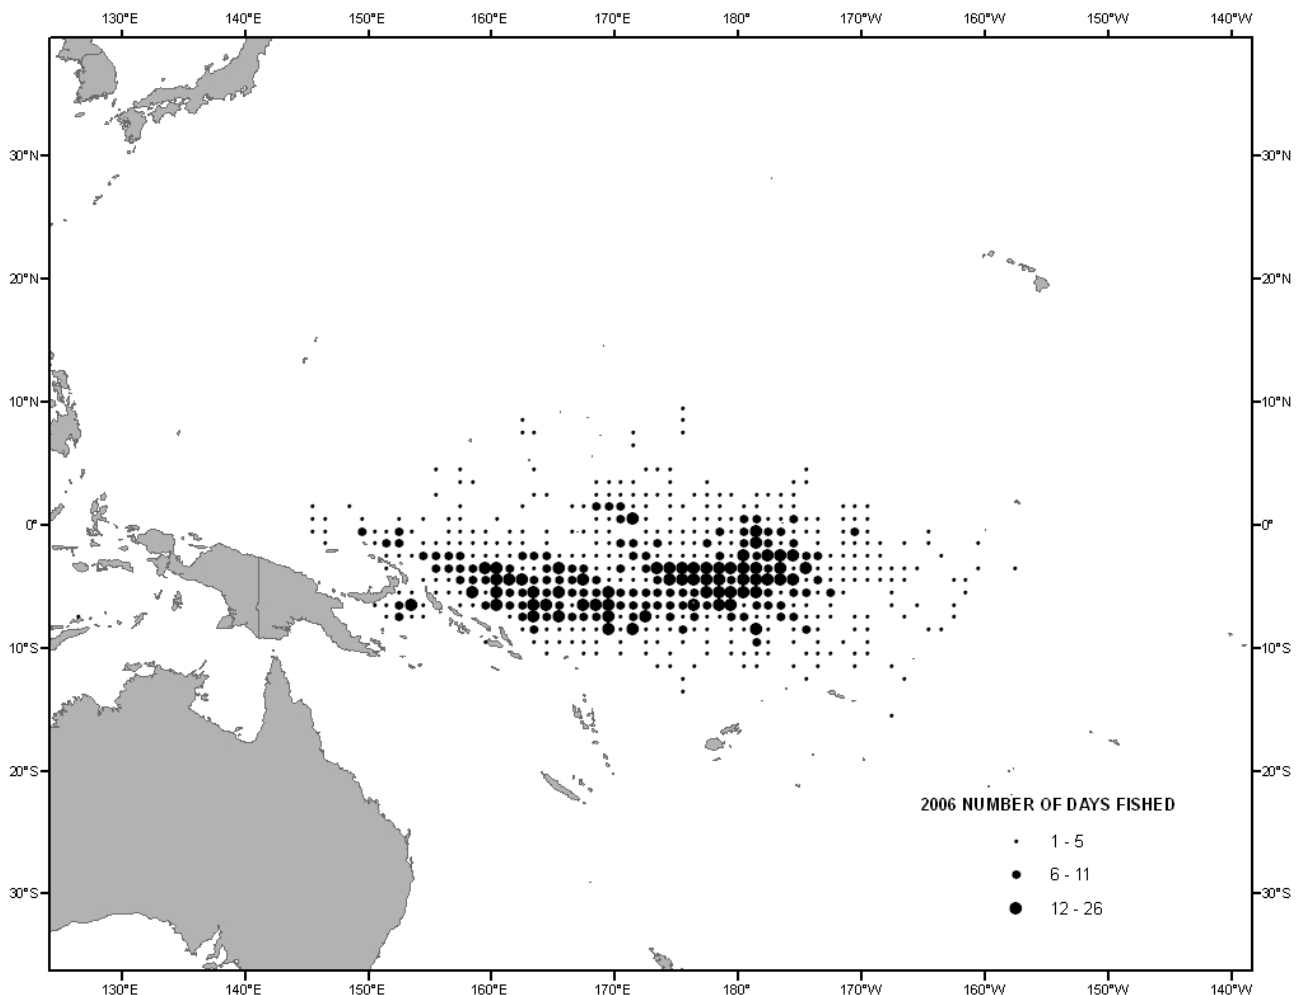 130°E 140°E 150°E 160°E 170°E 180° 170°W 160°W 150°W 140°W
30°N 30°N
20°N 20°N
10°N 10°N
0° 0°
10°S 10°S
20°S 20°S
2006 NUMBER OF DAYS FISHED
1 - 5
6 - 11
30°S 30°S
12 - 26
130°E 140°E 150°E 160°E 170°E 180° 170°W 160°W 150°W 140°W